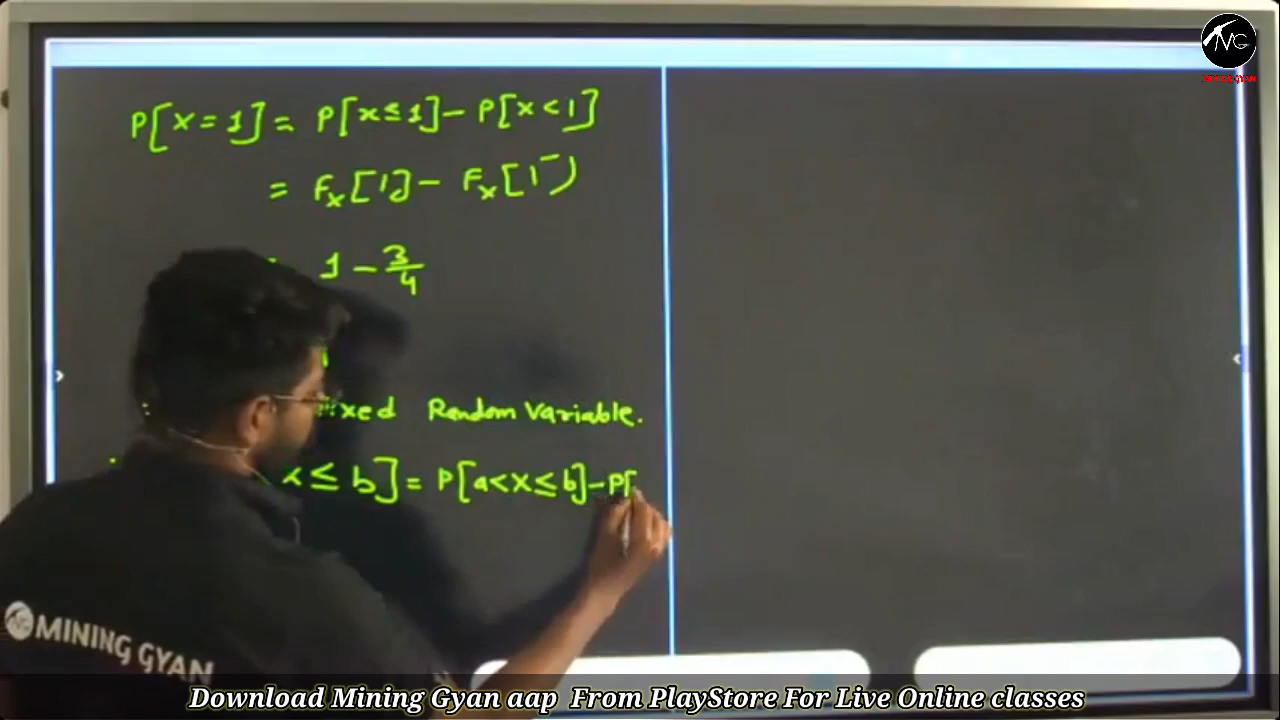 P[X=1] = P[X≤1] - P[X<1]
= Fx[1] - Fx[1⁻)
1 - 3/4
ixed Random Variable.
x ≤ b] = P[a<X≤b] - P[
MINING GYAN
Download Mining Gyan aap From PlayStore For Live Online classes